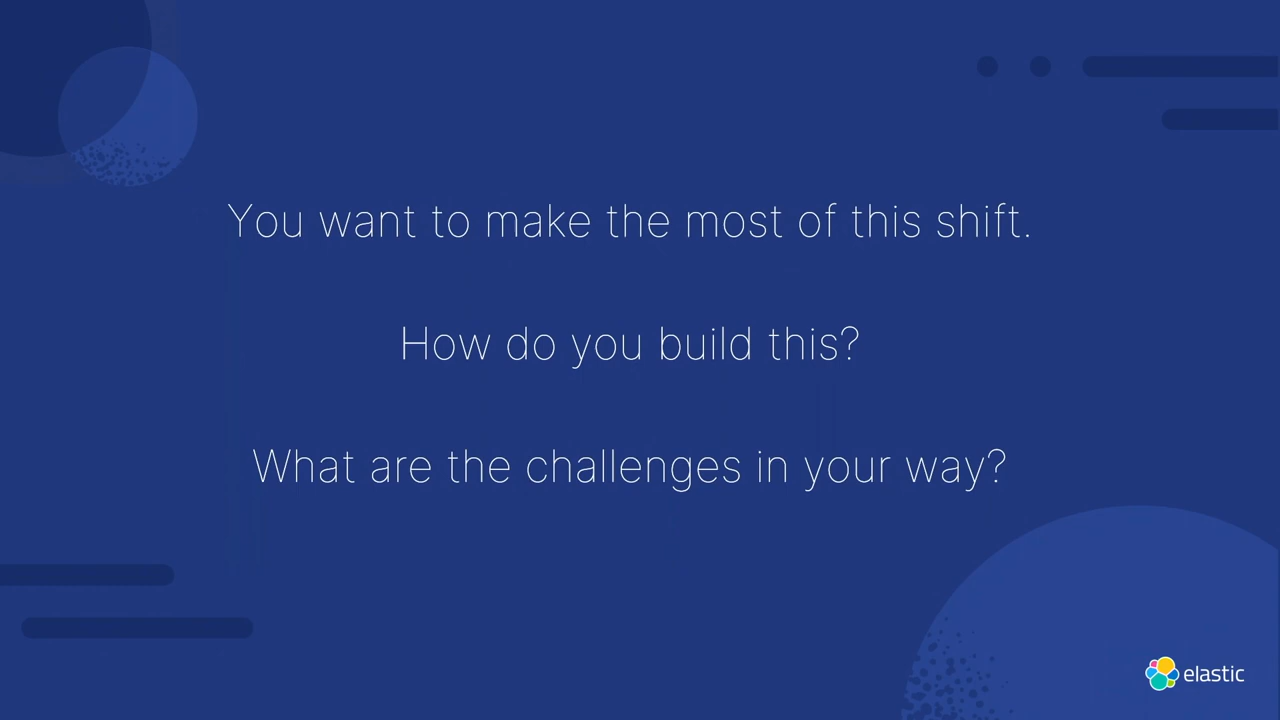 You want to make the most of this shift.
How do you build this?
What are the challenges in your way?
elastic